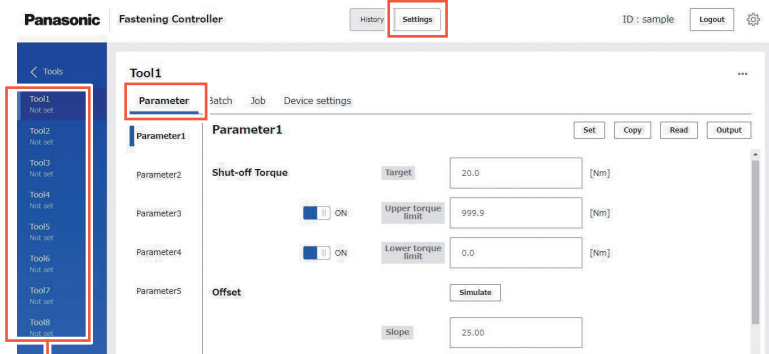 Panasonic Fastening Controller History Settings ID : sample Logout
Tools
Tool1
Not set
Tool2
Not set
Tool3
Not set
Tool4
Not set
Tool5
Not set
Tool6
Not set
Tool7
Not set
Tool8
Not set
Tool1
Parameter Batch Job Device settings
Parameter1
Parameter2
Parameter3
Parameter4
Parameter5
Parameter1 Set Copy Read Output
Shut-off Torque Target 20.0 [Nm]
ON Upper torque limit 999.9 [Nm]
ON Lower torque limit 0.0 [Nm]
Offset Simulate
Slope 25.00